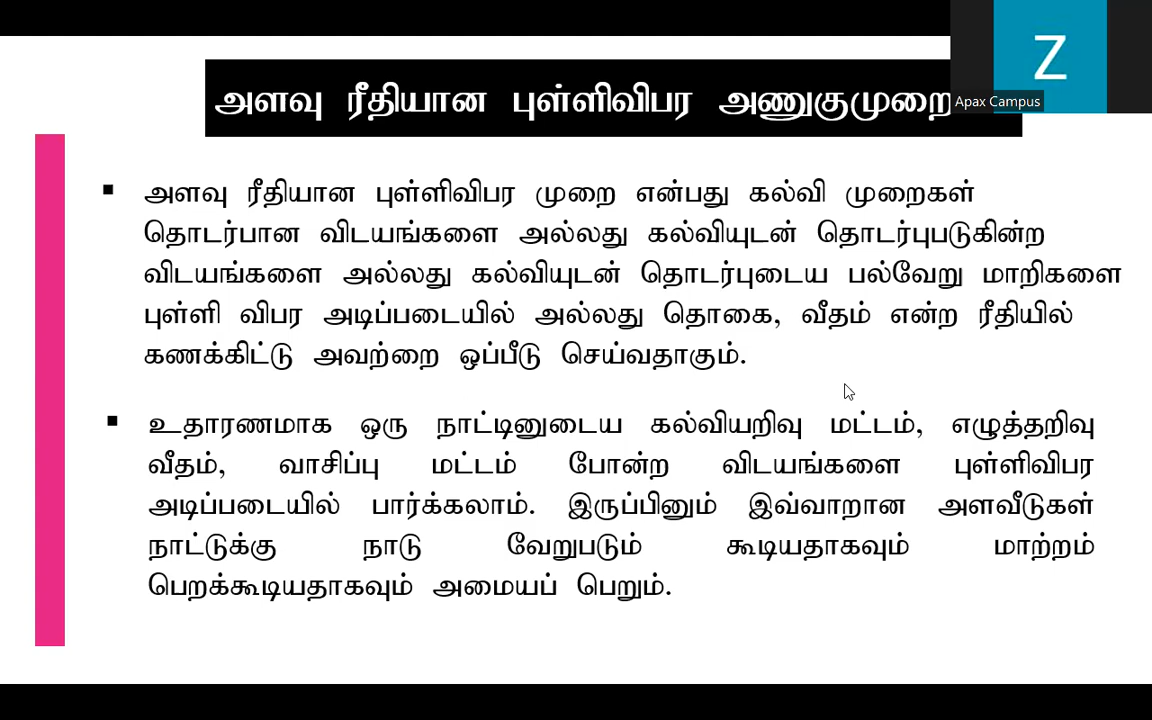 அளவு ரீதியான புள்ளிவிபர அணுகுமுறை
Z
Apax Campus
▪ அளவு ரீதியான புள்ளிவிபர முறை என்பது கல்வி முறைகள்
தொடர்பான விடயங்களை அல்லது கல்வியுடன் தொடர்புபடுகின்ற
விடயங்களை அல்லது கல்வியுடன் தொடர்புடைய பல்வேறு மாறிகளை
புள்ளி விபர அடிப்படையில் அல்லது தொகை, வீதம் என்ற ரீதியில்
கணக்கிட்டு அவற்றை ஒப்பீடு செய்வதாகும்.
▪ உதாரணமாக ஒரு நாட்டினுடைய கல்வியறிவு மட்டம், எழுத்தறிவு
வீதம், வாசிப்பு மட்டம் போன்ற விடயங்களை புள்ளிவிபர
அடிப்படையில் பார்க்கலாம். இருப்பினும் இவ்வாறான அளவீடுகள்
நாட்டுக்கு நாடு வேறுபடும் கூடியதாகவும் மாற்றம்
பெறக்கூடியதாகவும் அமையப் பெறும்.